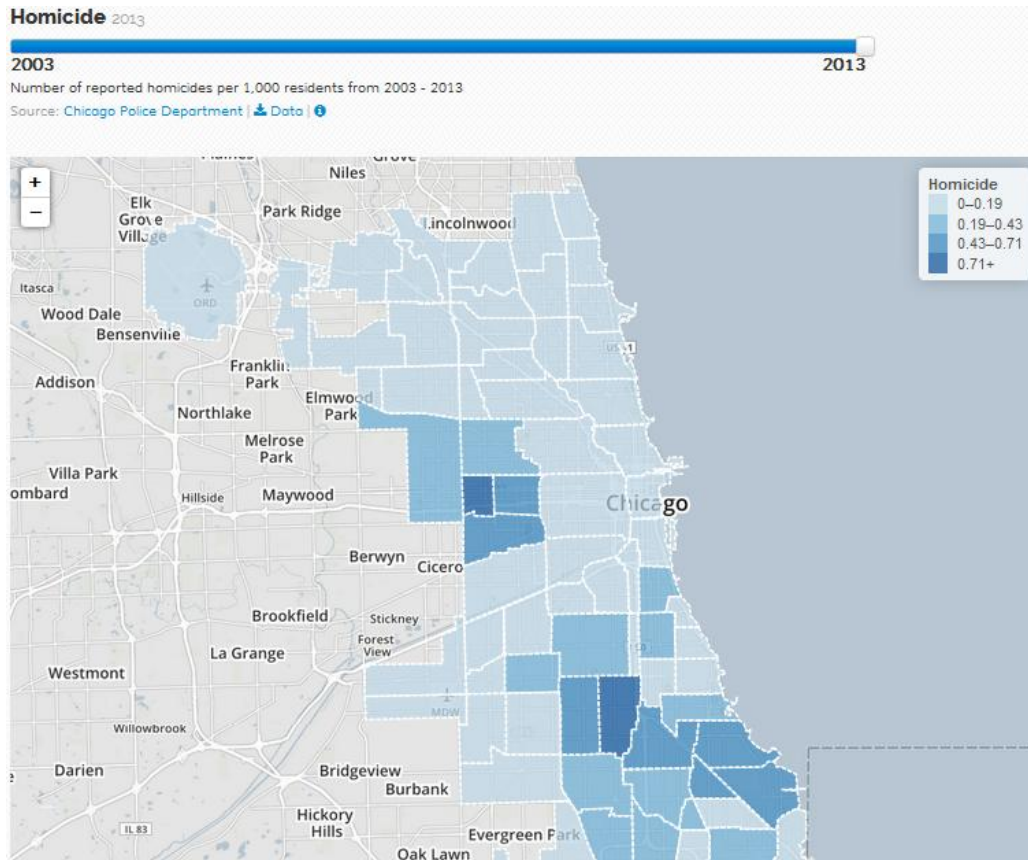 Homicide 2013
2003
2013
Number of reported homicides per 1,000 residents from 2003 - 2013
Source: Chicago Police Department | Data |
+
−
Homicide
0–0.19
0.19–0.43
0.43–0.71
0.71+
Grove
Niles
Elk
Grove
Village
Park Ridge
Lincolnwood
Itasca
ORD
Wood Dale
Bensenville
Franklin
Park
Addison
Elmwood
Park
Northlake
Melrose
Park
Villa Park
ombard
Hillside
Maywood
Chicago
Berwyn
Cicero
Brookfield
Stickney
Forest
View
La Grange
Westmont
MDW
Willowbrook
Darien
Bridgeview
Burbank
Hickory
Hills
IL 83
Evergreen Park
Oak Lawn